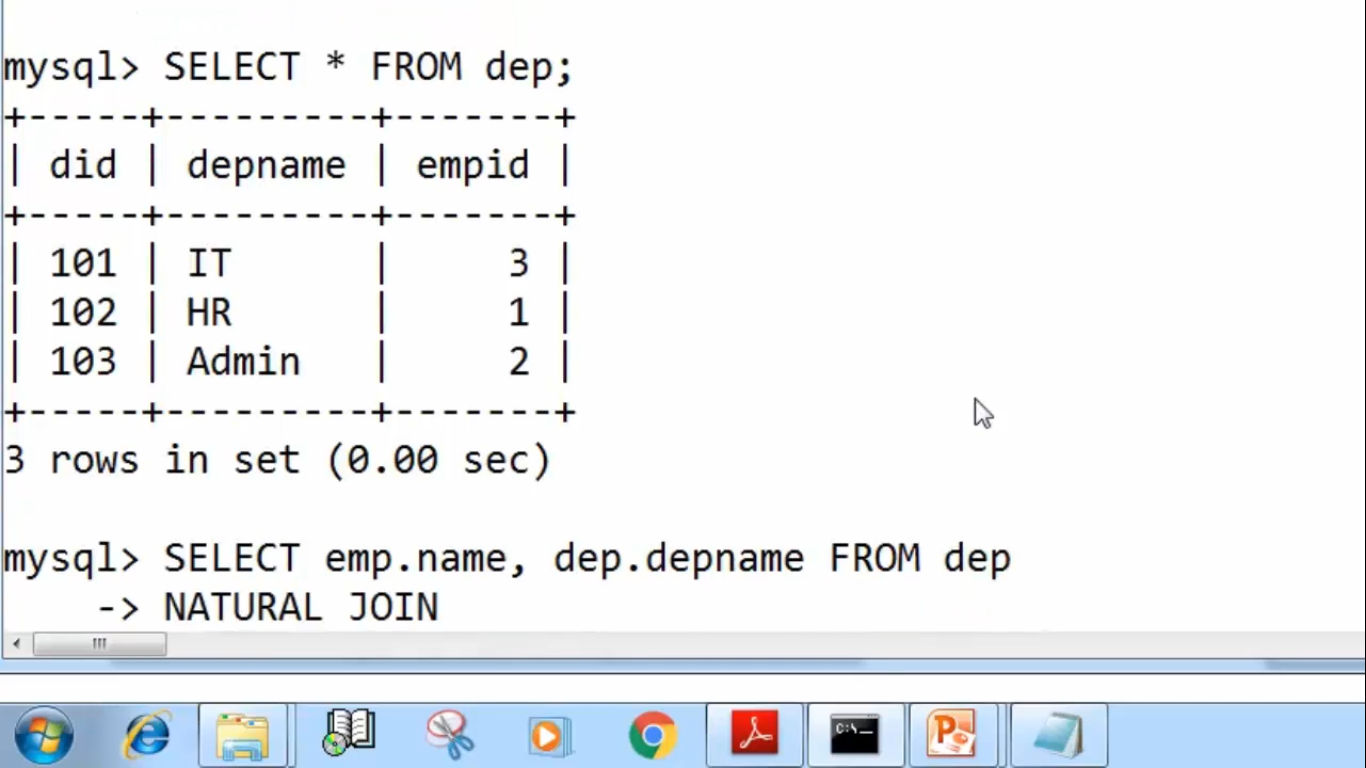 mysql> SELECT * FROM dep;
+-----+---------+-------+
| did | depname | empid |
+-----+---------+-------+
| 101 | IT      |     3 |
| 102 | HR      |     1 |
| 103 | Admin   |     2 |
+-----+---------+-------+
3 rows in set (0.00 sec)
mysql> SELECT emp.name, dep.depname FROM dep
    -> NATURAL JOIN
C:\_